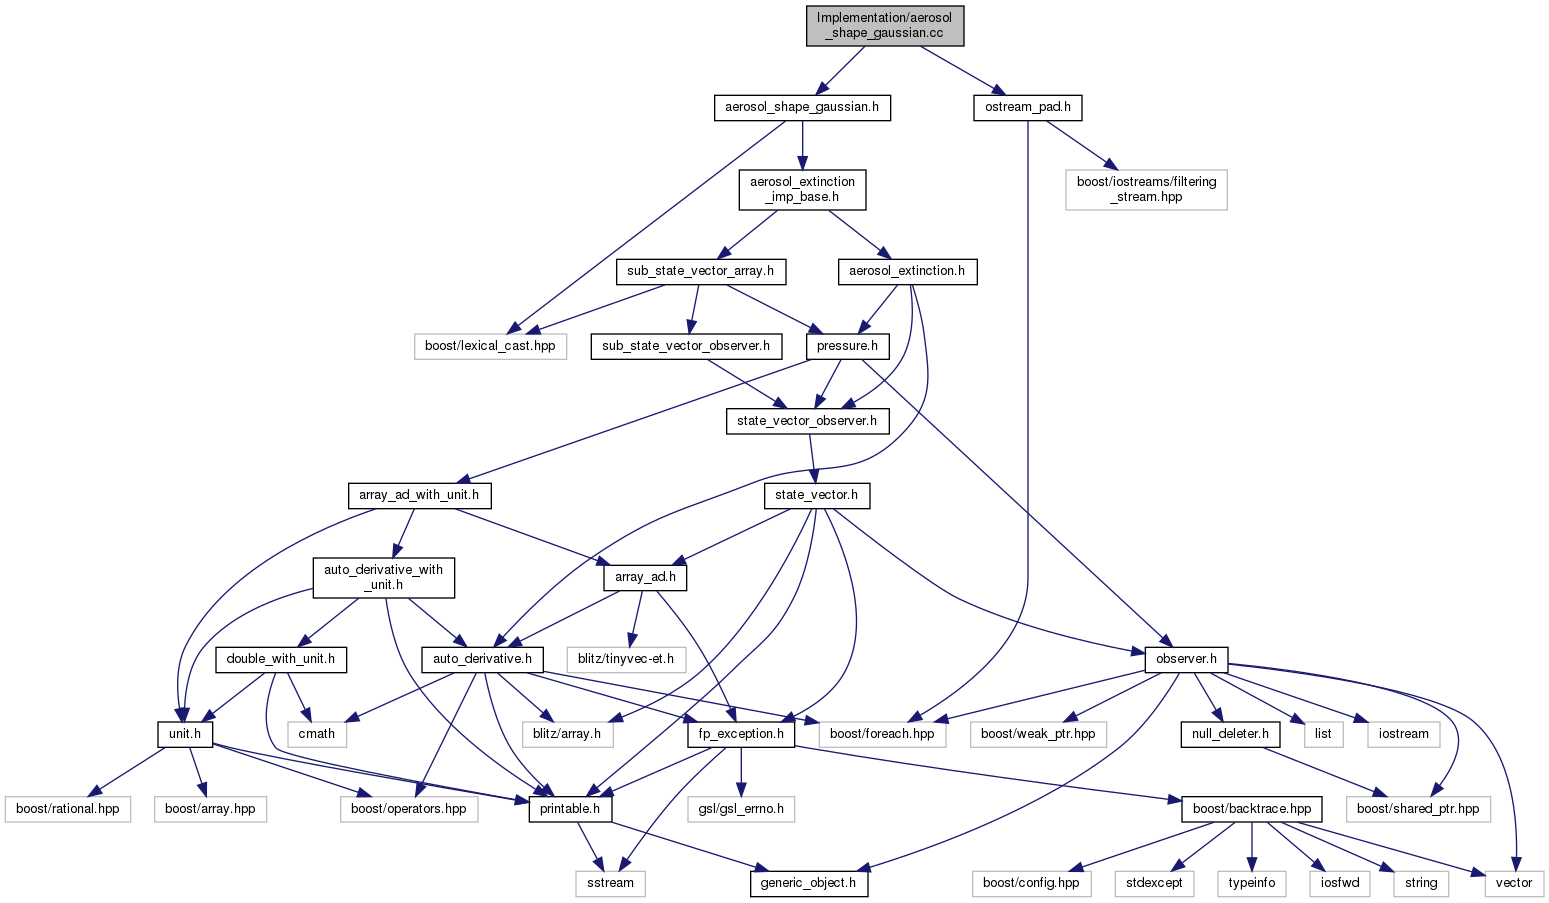 Implementation/aerosol
_shape_gaussian.cc
aerosol_shape_gaussian.h
ostream_pad.h
aerosol_extinction
_imp_base.h
boost/iostreams/filtering
_stream.hpp
sub_state_vector_array.h
aerosol_extinction.h
boost/lexical_cast.hpp
sub_state_vector_observer.h
pressure.h
state_vector_observer.h
array_ad_with_unit.h
state_vector.h
auto_derivative_with
_unit.h
array_ad.h
double_with_unit.h
auto_derivative.h
blitz/tinyvec-et.h
observer.h
unit.h
cmath
blitz/array.h
fp_exception.h
boost/foreach.hpp
boost/weak_ptr.hpp
null_deleter.h
list
iostream
boost/rational.hpp
boost/array.hpp
boost/operators.hpp
printable.h
gsl/gsl_errno.h
boost/backtrace.hpp
boost/shared_ptr.hpp
sstream
generic_object.h
boost/config.hpp
stdexcept
typeinfo
iosfwd
string
vector